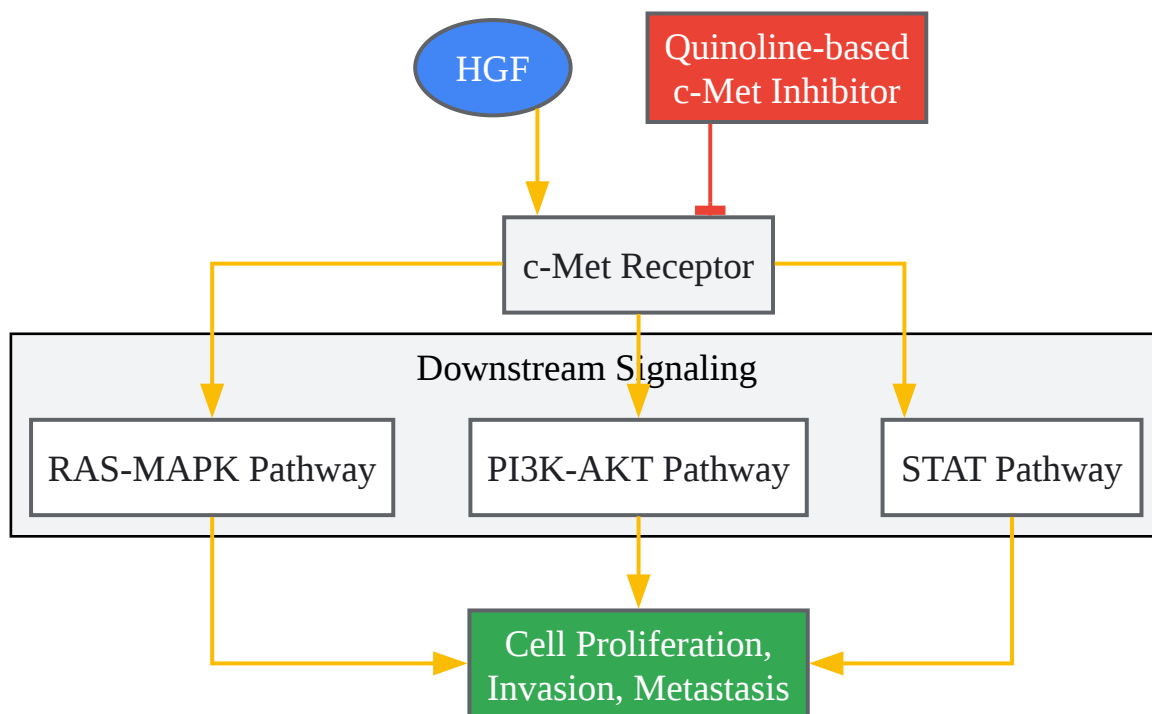 HGF
Quinoline-based
c-Met Inhibitor
c-Met Receptor
Downstream Signaling
RAS-MAPK Pathway
PI3K-AKT Pathway
STAT Pathway
Cell Proliferation,
Invasion, Metastasis